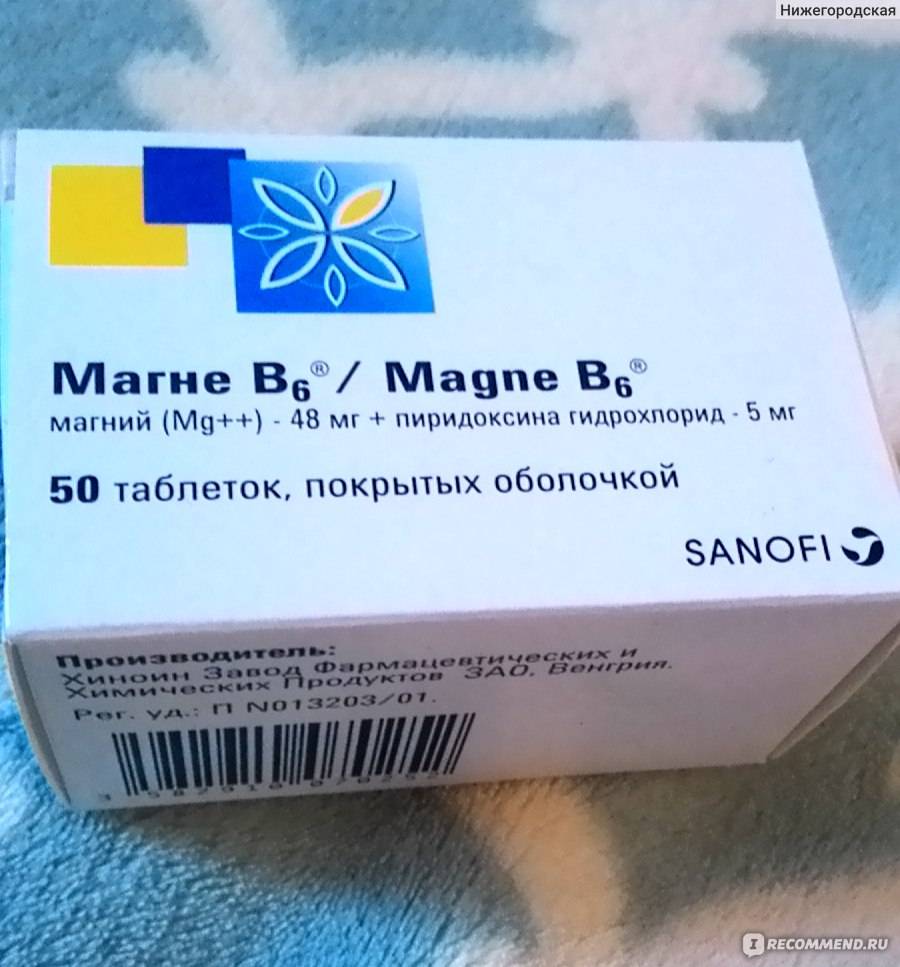 Нижегородская
Магне B6® / Magne B6®
магний (Mg++) - 48 мг + пиридоксина гидрохлорид - 5 мг
50 таблеток, покрытых оболочкой
SANOFI
Производитель:
Хиноин Завод Фармацевтических и
Химических Продуктов ЗАО, Венгрия.
Рег. уд.: П N013203/01.
IRECOMMEND.RU